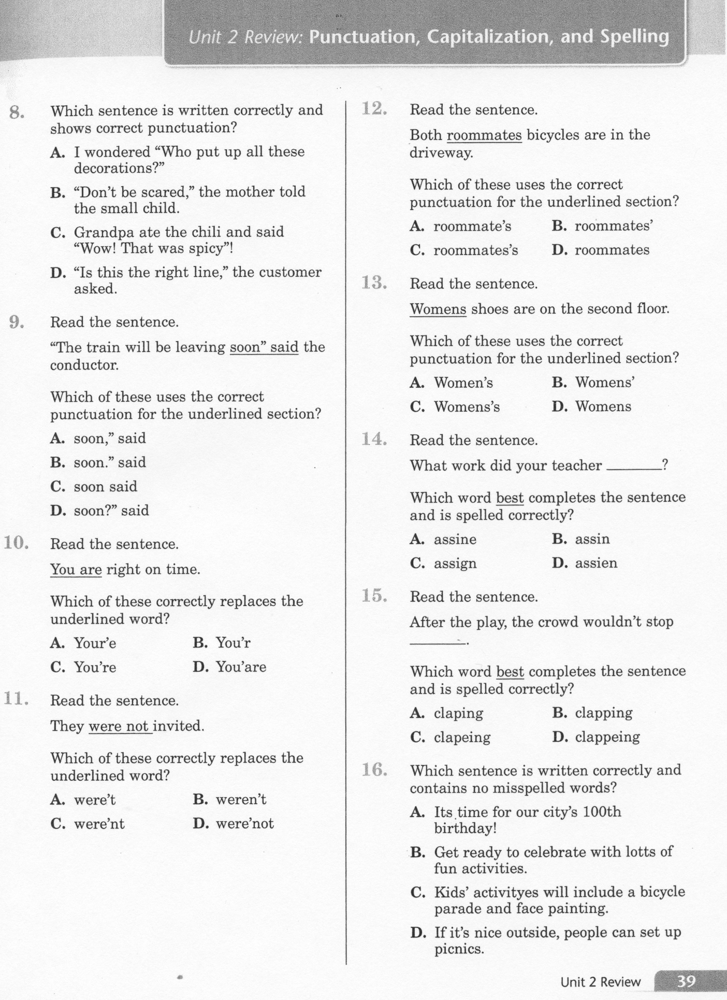 Unit 2 Review: Punctuation, Capitalization, and Spelling
8. Which sentence is written correctly and
shows correct punctuation?
A. I wondered “Who put up all these
decorations?”
B. “Don’t be scared,” the mother told
the small child.
C. Grandpa ate the chili and said
“Wow! That was spicy”!
D. “Is this the right line,” the customer
asked.
9. Read the sentence.
“The train will be leaving soon” said the
conductor.
Which of these uses the correct
punctuation for the underlined section?
A. soon,” said
B. soon.” said
C. soon said
D. soon?” said
10. Read the sentence.
You are right on time.
Which of these correctly replaces the
underlined word?
A. Your’e B. You’r
C. You’re D. You’are
11. Read the sentence.
They were not invited.
Which of these correctly replaces the
underlined word?
A. were’t B. weren’t
C. were’nt D. were’not
12. Read the sentence.
Both roommates bicycles are in the
driveway.
Which of these uses the correct
punctuation for the underlined section?
A. roommate’s B. roommates’
C. roommates’s D. roommates
13. Read the sentence.
Womens shoes are on the second floor.
Which of these uses the correct
punctuation for the underlined section?
A. Women’s B. Womens’
C. Womens’s D. Womens
14. Read the sentence.
What work did your teacher _______?
Which word best completes the sentence
and is spelled correctly?
A. assine B. assin
C. assign D. assien
15. Read the sentence.
After the play, the crowd wouldn’t stop
_______.
Which word best completes the sentence
and is spelled correctly?
A. claping B. clapping
C. clapeing D. clappeing
16. Which sentence is written correctly and
contains no misspelled words?
A. Its time for our city’s 100th
birthday!
B. Get ready to celebrate with lotts of
fun activities.
C. Kids’ activityes will include a bicycle
parade and face painting.
D. If it’s nice outside, people can set up
picnics.
Unit 2 Review 39